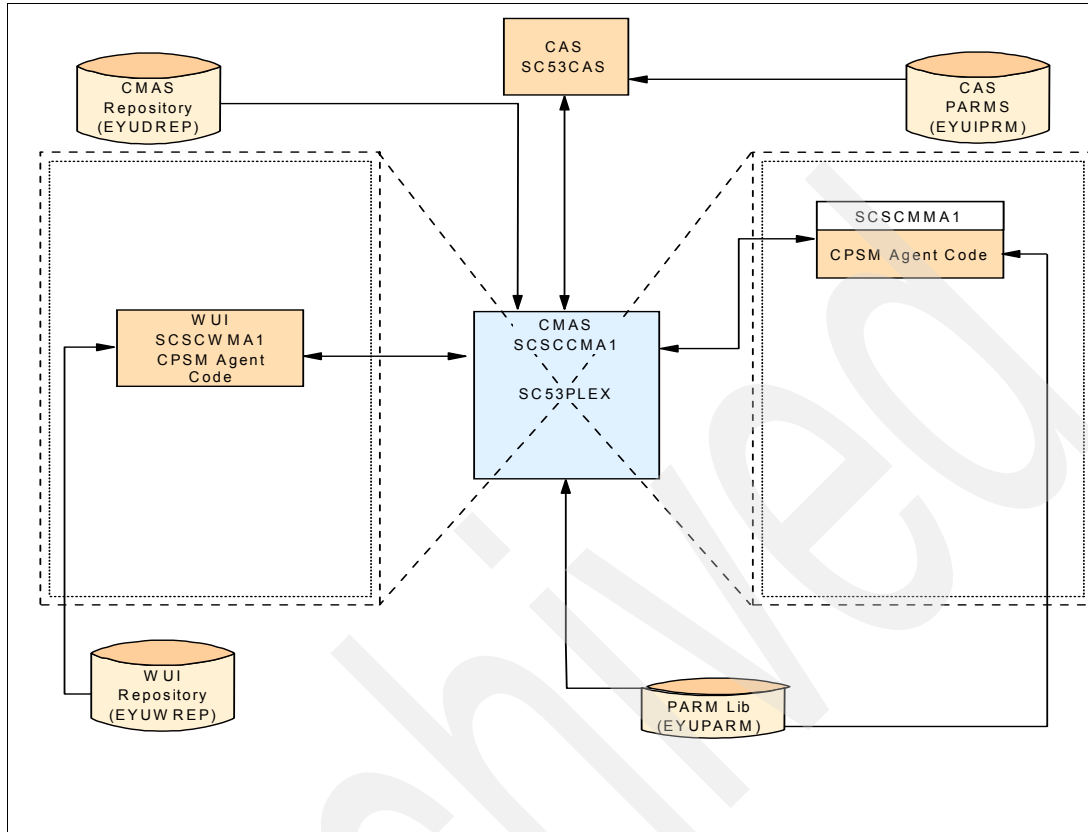 CAS
SC53CAS
CMAS
Repository
(EYUDREP)
CAS
PARMS
(EYUIPRM)
SCSCMMA1
CPSM Agent Code
WUI
SCSCWMA1
CPSM Agent
Code
CMAS
SCSCCMA1
SC53PLEX
WUI
Repository
(EYUWREP)
PARM Lib
(EYUPARM)
hived